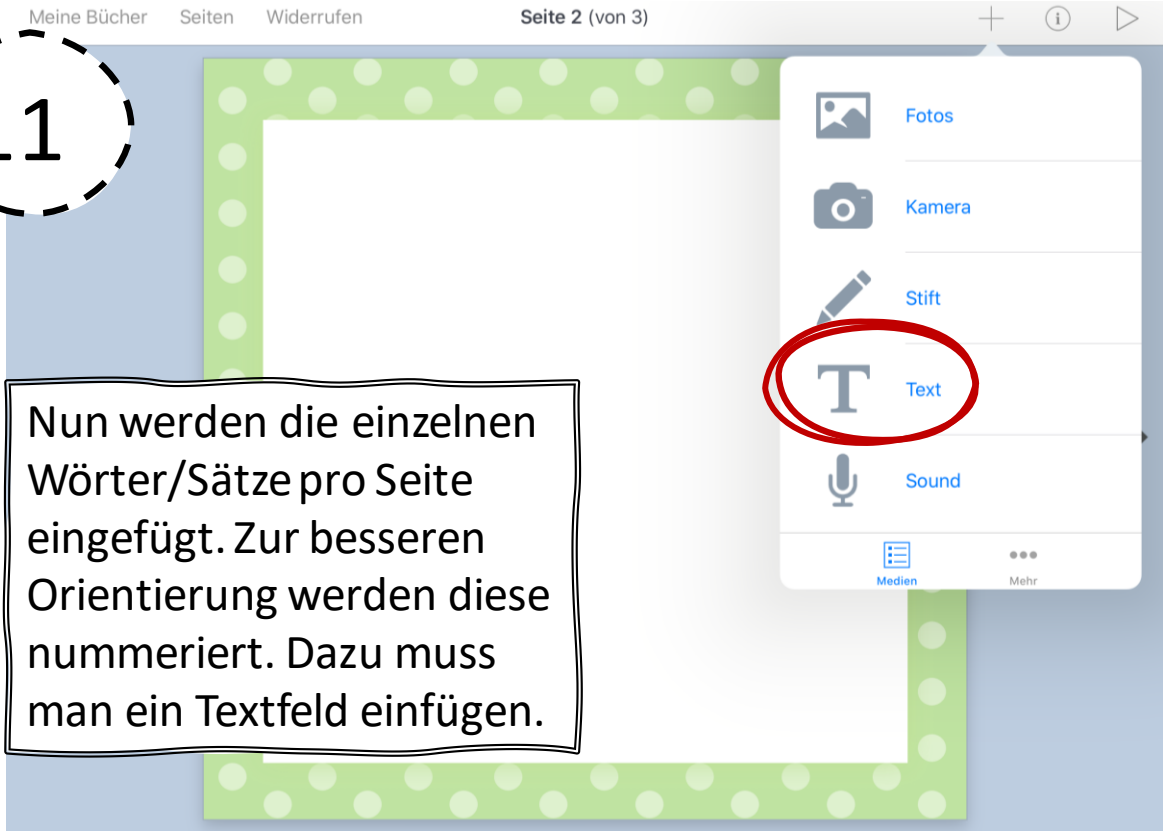 Meine Bücher Seiten Widerrufen Seite 2 (von 3)
11
Fotos
Kamera
Stift
Text
Sound
Medien Mehr
Nun werden die einzelnen
Wörter/Sätze pro Seite
eingefügt. Zur besseren
Orientierung werden diese
nummeriert. Dazu muss
man ein Textfeld einfügen.